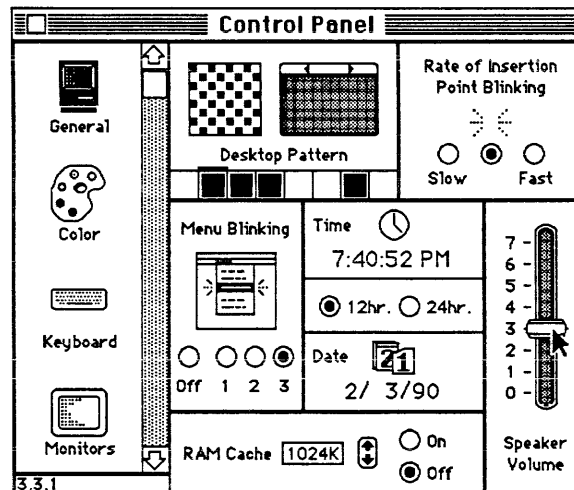 Control Panel
General
Color
Keyboard
Monitors
3.3.1
Desktop Pattern
Rate of Insertion
Point Blinking
Slow Fast
Menu Blinking
Off 1 2 3
Time
7:40:52 PM
12hr. 24hr.
Date
21
2/ 3/90
7 -
6 -
5 -
4 -
3 -
2 -
1 -
0 -
Speaker
Volume
RAM Cache 1024K
On
Off